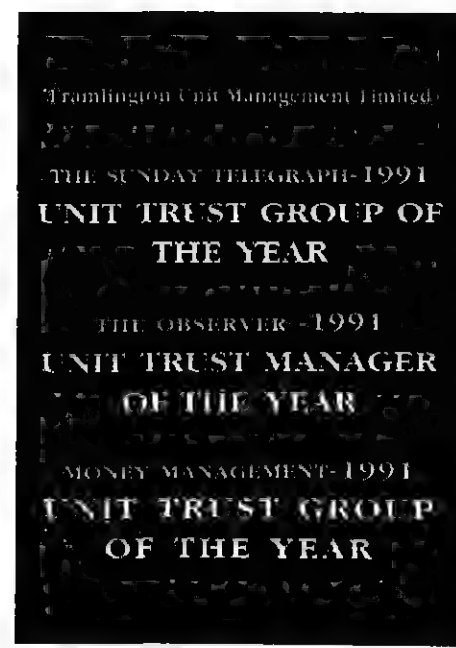 Framlington Unit Management Limited
THE SUNDAY TELEGRAPH-1991
UNIT TRUST GROUP OF
THE YEAR
THE OBSERVER-1991
UNIT TRUST MANAGER
OF THE YEAR
MONEY MANAGEMENT-1991
UNIT TRUST GROUP
OF THE YEAR